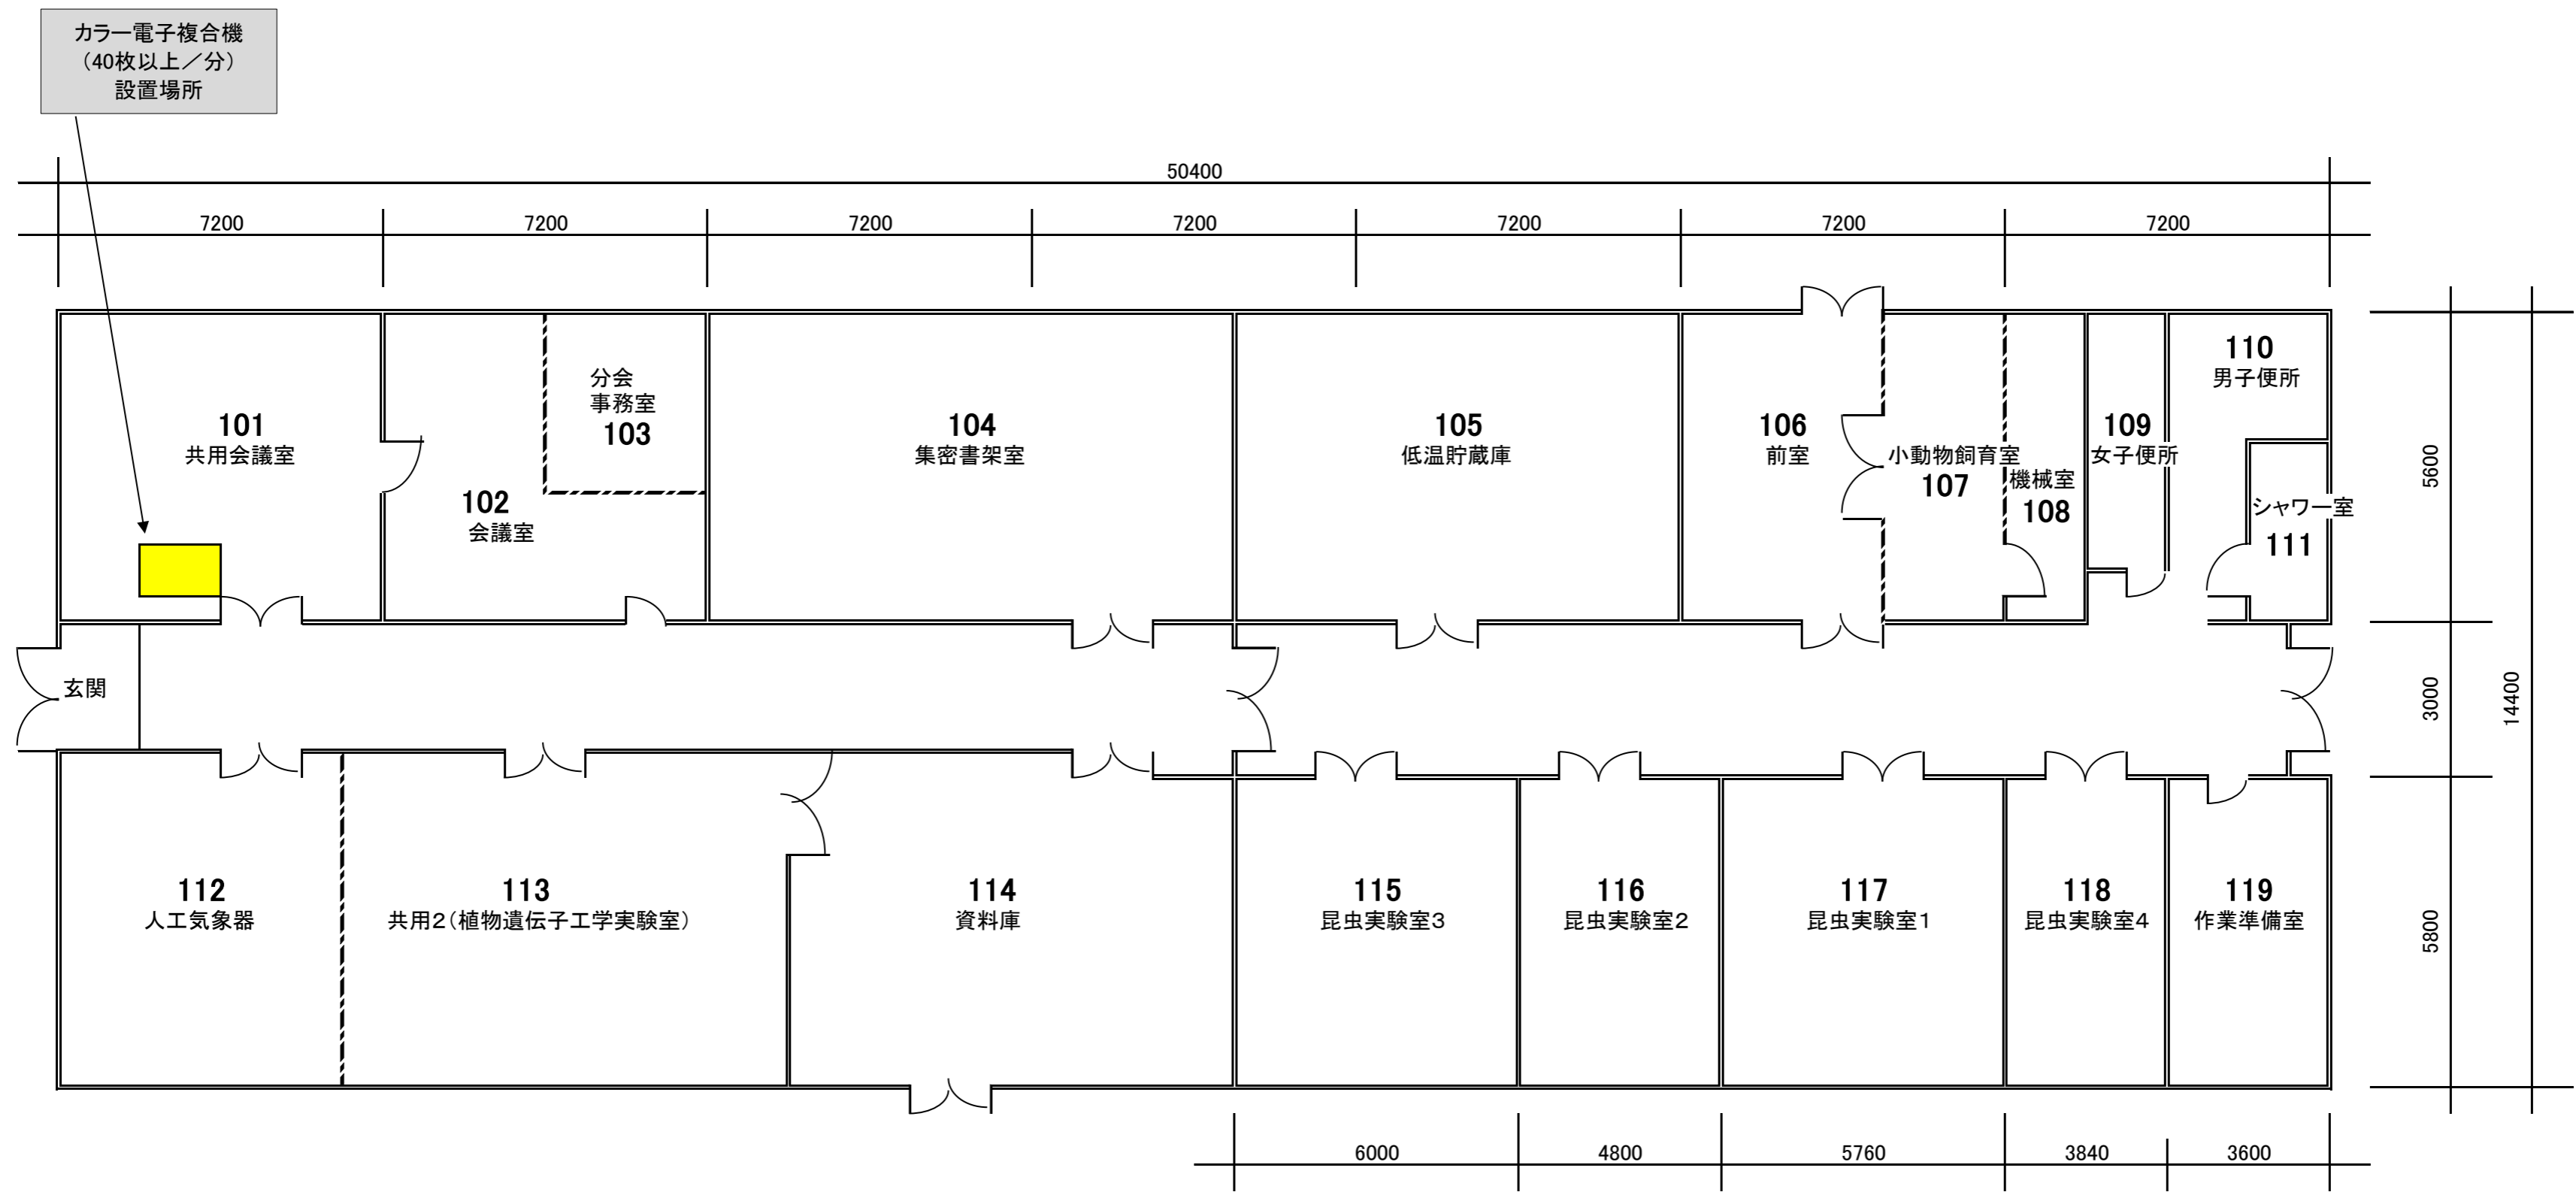 カラー電子複合機
（40枚以上／分）
設置場所
50400
7200
7200
7200
7200
7200
7200
7200
101
共用会議室
102
会議室
分会
事務室
103
104
集密書架室
105
低温貯蔵庫
106
前室
小動物飼育室
107
機械室
108
109
女子便所
110
男子便所
シャワー室
111
5600
玄関
3000
14400
112
人工気象器
113
共用2（植物遺伝子工学実験室）
114
資料庫
115
昆虫実験室3
116
昆虫実験室2
117
昆虫実験室1
118
昆虫実験室4
119
作業準備室
5800
6000
4800
5760
3840
3600